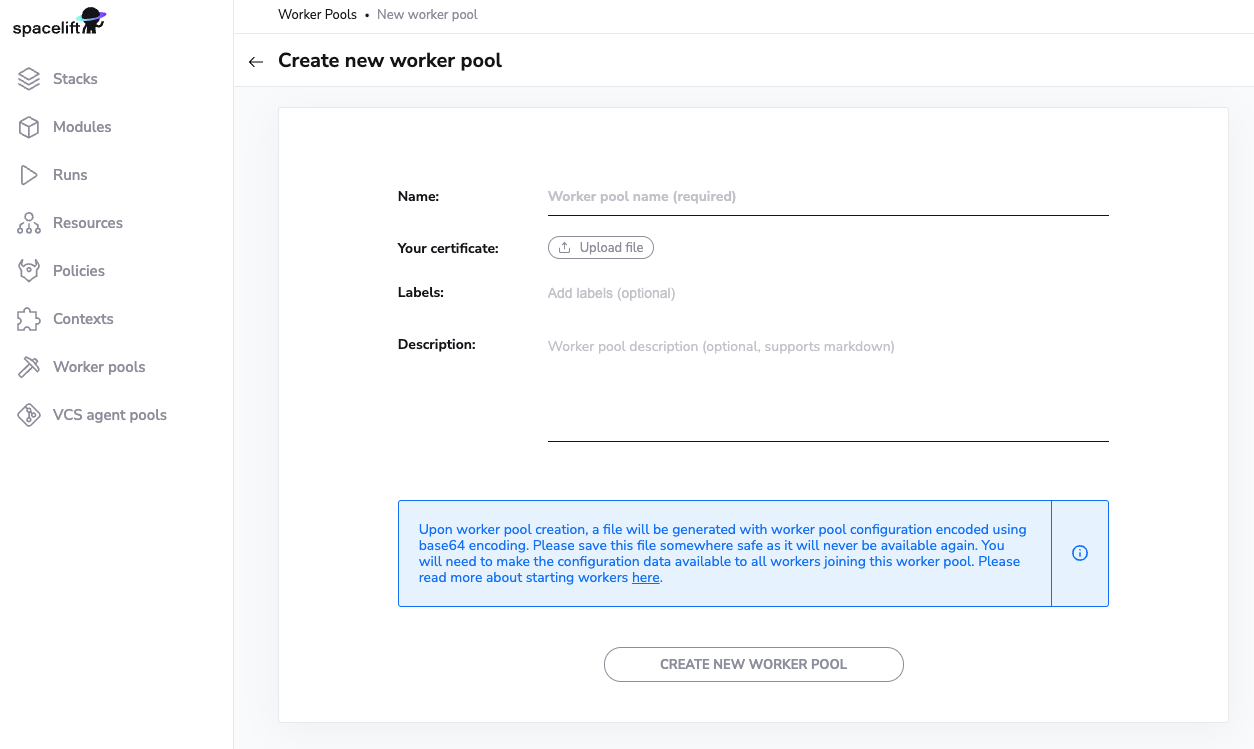 spacelift
Stacks
Modules
Runs
Resources
Policies
Contexts
Worker pools
VCS agent pools
Worker Pools • New worker pool
← Create new worker pool
Name: Worker pool name (required)
Your certificate: Upload file
Labels: Add labels (optional)
Description: Worker pool description (optional, supports markdown)
Upon worker pool creation, a file will be generated with worker pool configuration encoded using
base64 encoding. Please save this file somewhere safe as it will never be available again. You
will need to make the configuration data available to all workers joining this worker pool. Please
read more about starting workers here.
CREATE NEW WORKER POOL